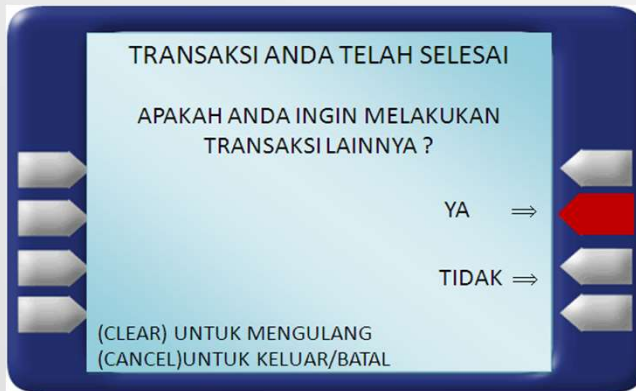 TRANSAKSI ANDA TELAH SELESAI
APAKAH ANDA INGIN MELAKUKAN
TRANSAKSI LAINNYA ?
YA ⇒
TIDAK ⇒
(CLEAR) UNTUK MENGULANG
(CANCEL)UNTUK KELUAR/BATAL